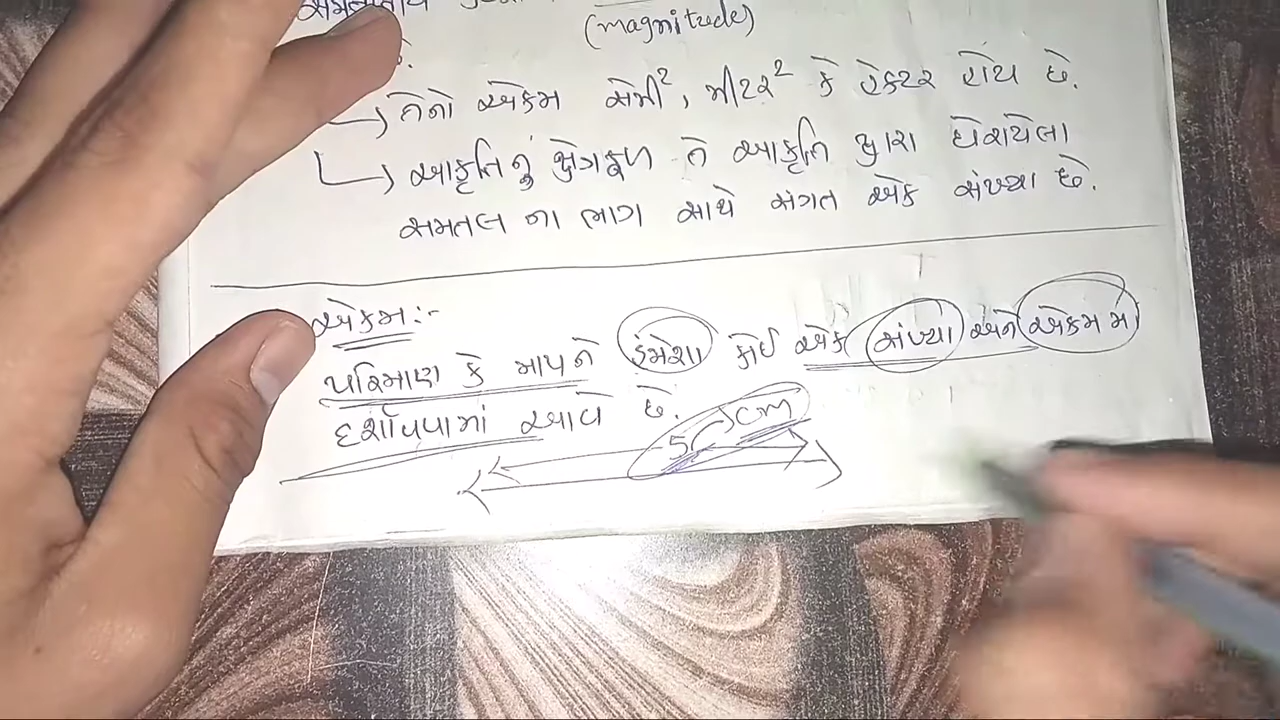 (magnitude)
છે.
તેનો એકમ સેમી², મીટર² કે હેક્ટર હોય છે.
આકૃતિનું ક્ષેત્રફળ તે આકૃતિ દ્વારા ઘેરાયેલા
સમતલ ના ભાગ સાથે સંગત એક સંખ્યા છે.
એકમ :-
પરિમાણ કે માપને હંમેશા કોઈ એક સંખ્યા અને એકમ માં
દર્શાવવામાં આવે છે.
5 cm